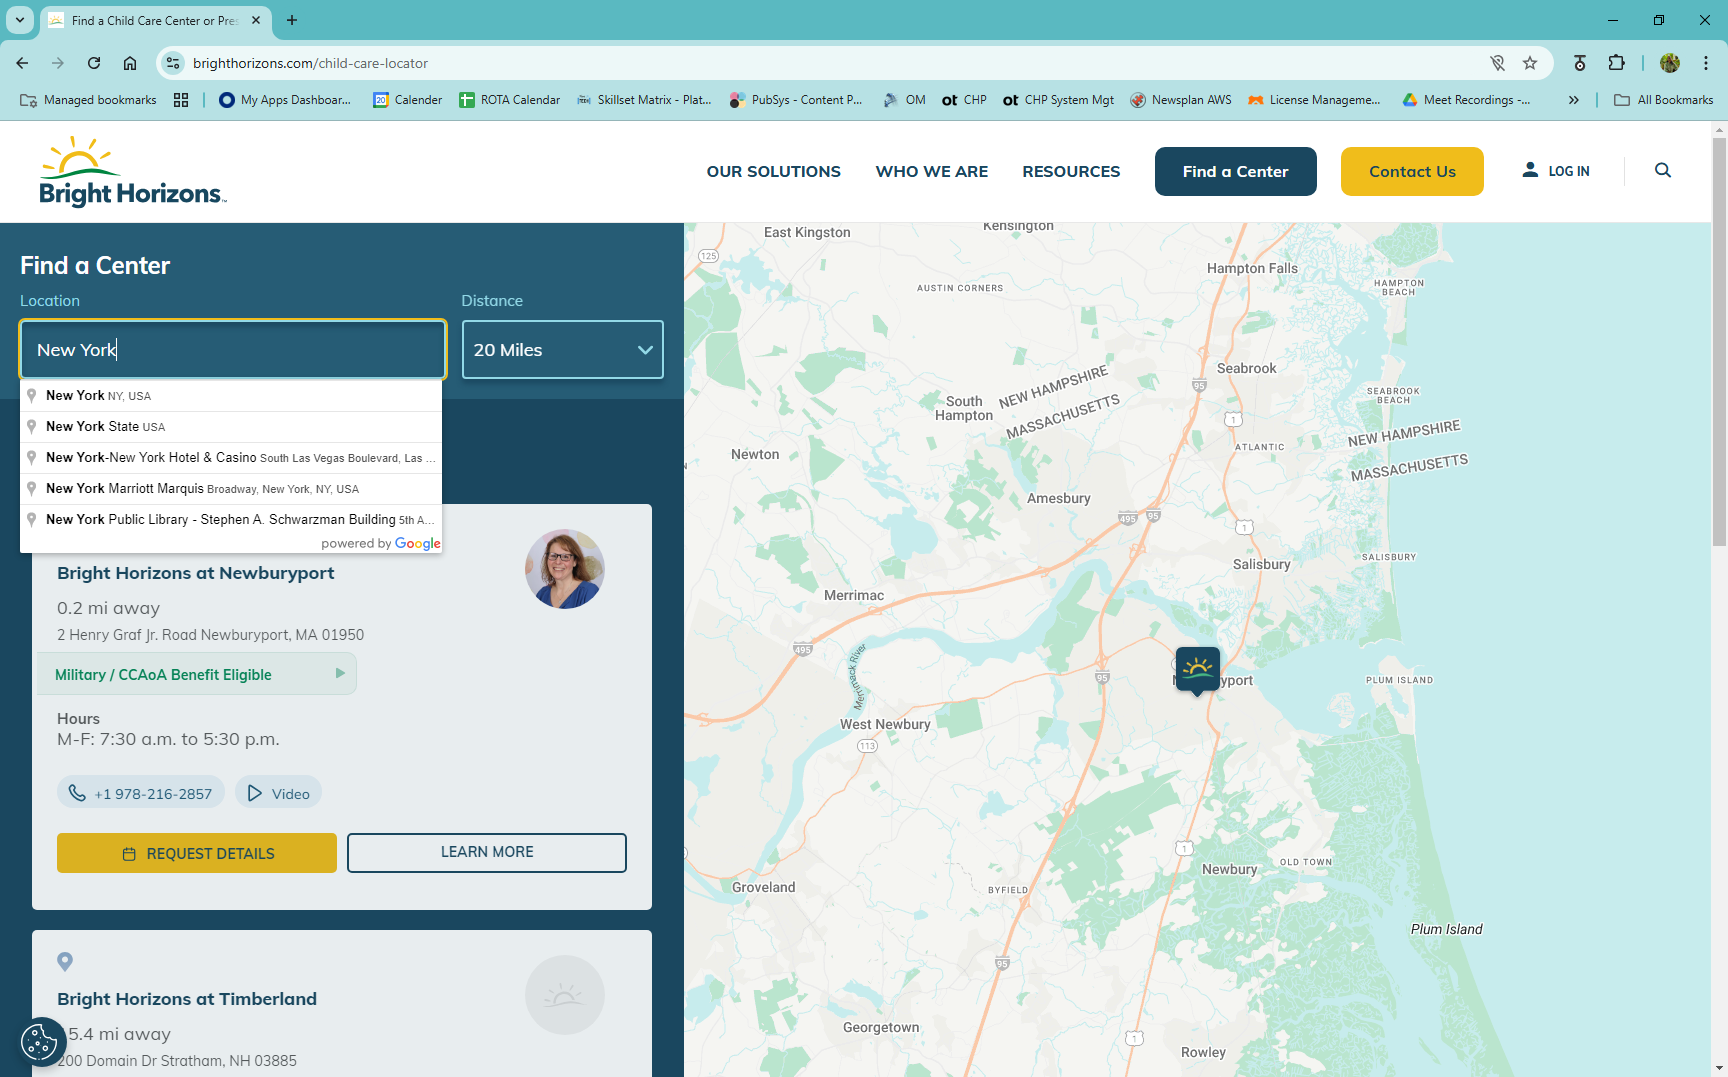 Find a Child Care Center or Pre
brighthorizons.com/child-care-locator
Managed bookmarks
My Apps Dashboar...
Calender
ROTA Calendar
Skillset Matrix - Plat...
PubSys - Content P...
OM
CHP
CHP System Mgt
Newsplan AWS
License Manageme...
Meet Recordings -...
All Bookmarks
Bright Horizons
OUR SOLUTIONS
WHO WE ARE
RESOURCES
Find a Center
Contact Us
LOG IN
Find a Center
Location
Distance
New York
20 Miles
New York NY, USA
New York State USA
New York-New York Hotel & Casino South Las Vegas Boulevard, Las ...
New York Marriott Marquis Broadway, New York, NY, USA
New York Public Library - Stephen A. Schwarzman Building 5th A...
powered by Google
Bright Horizons at Newburyport
0.2 mi away
2 Henry Graf Jr. Road Newburyport, MA 01950
Military / CCAoA Benefit Eligible
Hours
M-F: 7:30 a.m. to 5:30 p.m.
+1 978-216-2857
Video
REQUEST DETAILS
LEARN MORE
Bright Horizons at Timberland
5.4 mi away
200 Domain Dr Stratham, NH 03885
East Kingston
Kensington
125
Hampton Falls
AUSTIN CORNERS
HAMPTON
BEACH
Seabrook
95
NEW HAMPSHIRE
MASSACHUSETTS
SEABROOK
BEACH
South
Hampton
1
NEW HAMPSHIRE
MASSACHUSETTS
ATLANTIC
Newton
Amesbury
495
95
1
SALISBURY
Salisbury
Merrimac
495
Merrimack River
95
PLUM ISLAND
West Newbury
113
1
Newbury
OLD TOWN
Groveland
BYFIELD
Plum Island
95
Georgetown
1
Rowley